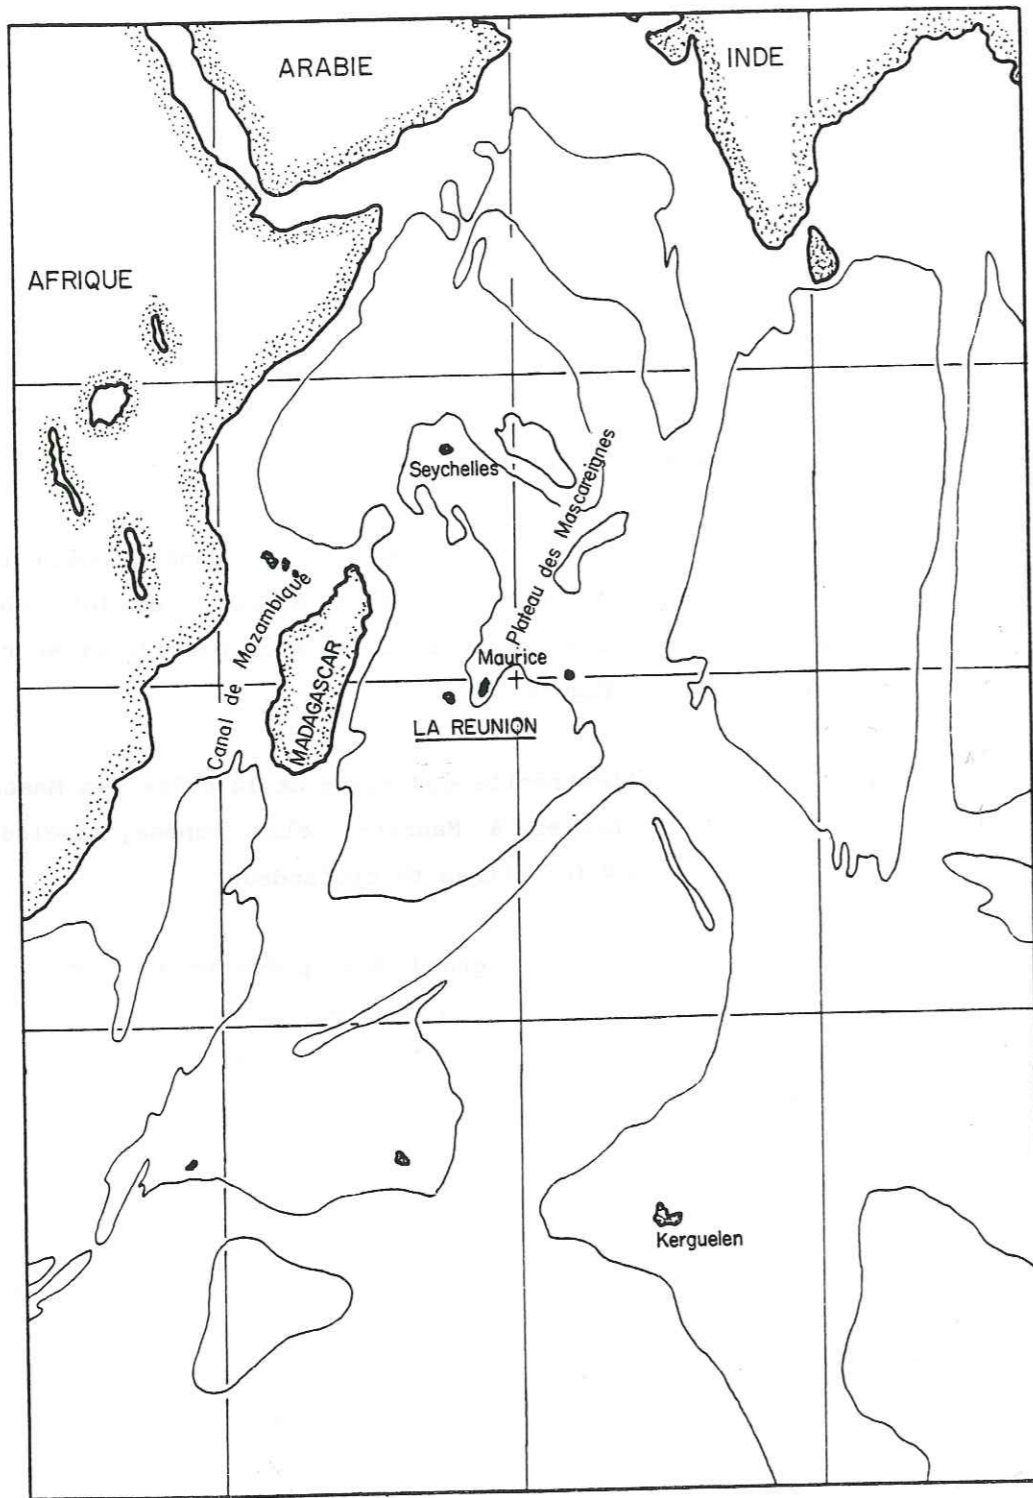 ARABIE
INDE
AFRIQUE
Seychelles
Plateau des Mascareignes
Canal de Mozambique
MADAGASCAR
Maurice
LA REUNION
Kerguelen